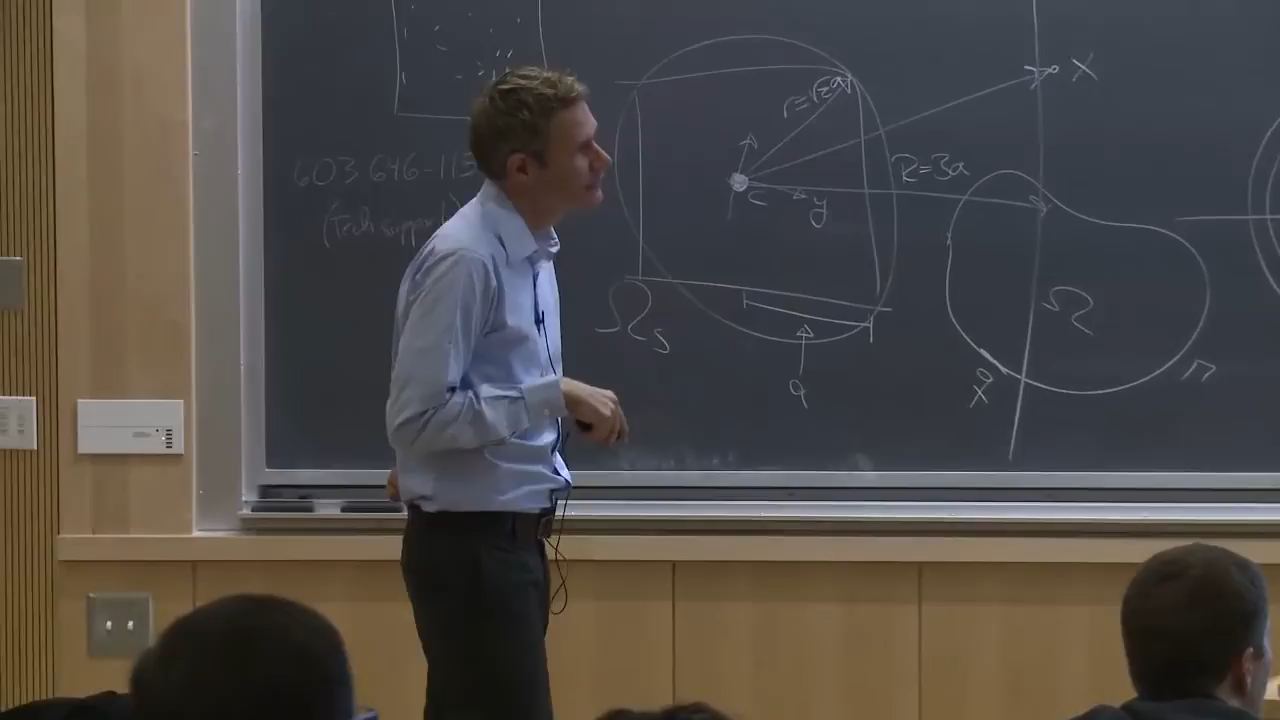 603 646-115
(Tech support)
r=√2a
X
R=3a
c
y
Ωs
a
Ω
x
Γ